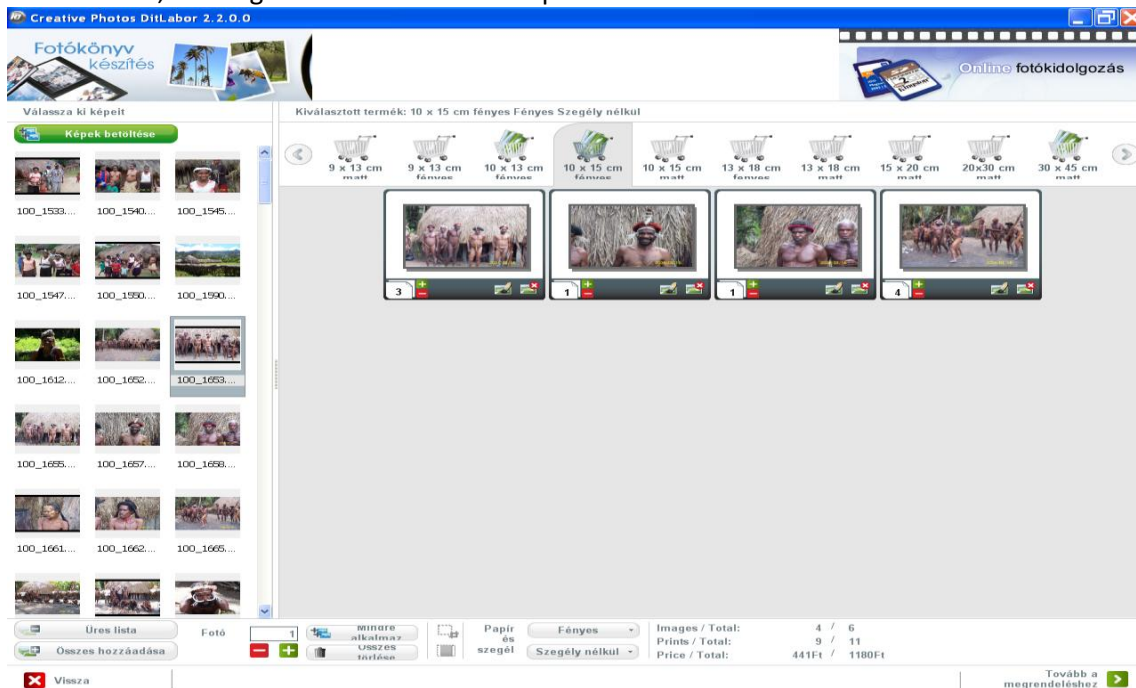 Creative Photos DitLabor 2.2.0.0
Fotókönyv
készítés
Online fotókidolgozás
Válassza ki képeit
Kiválasztott termék: 10 x 15 cm fényes Fényes Szegély nélkül
Képek betöltése
9 x 13 cm matt
9 x 13 cm fényes
10 x 13 cm fényes
10 x 15 cm fényes
10 x 15 cm matt
13 x 18 cm fényes
13 x 18 cm matt
15 x 20 cm matt
20x30 cm matt
30 x 45 cm matt
100_1533.... 100_1540.... 100_1545....
100_1547.... 100_1550.... 100_1590....
100_1612.... 100_1652.... 100_1653....
100_1655.... 100_1657.... 100_1658....
100_1661.... 100_1662.... 100_1665....
3
1
1
4
Üres lista
Összes hozzáadása
Fotó
1
Mindre alkalmaz
Összes törlése
Papír
és
szegél
Fényes
Szegély nélkül
Images / Total: 4 / 6
Prints / Total: 9 / 11
Price / Total: 441Ft / 1180Ft
Vissza
Tovább a
megrendeléshez